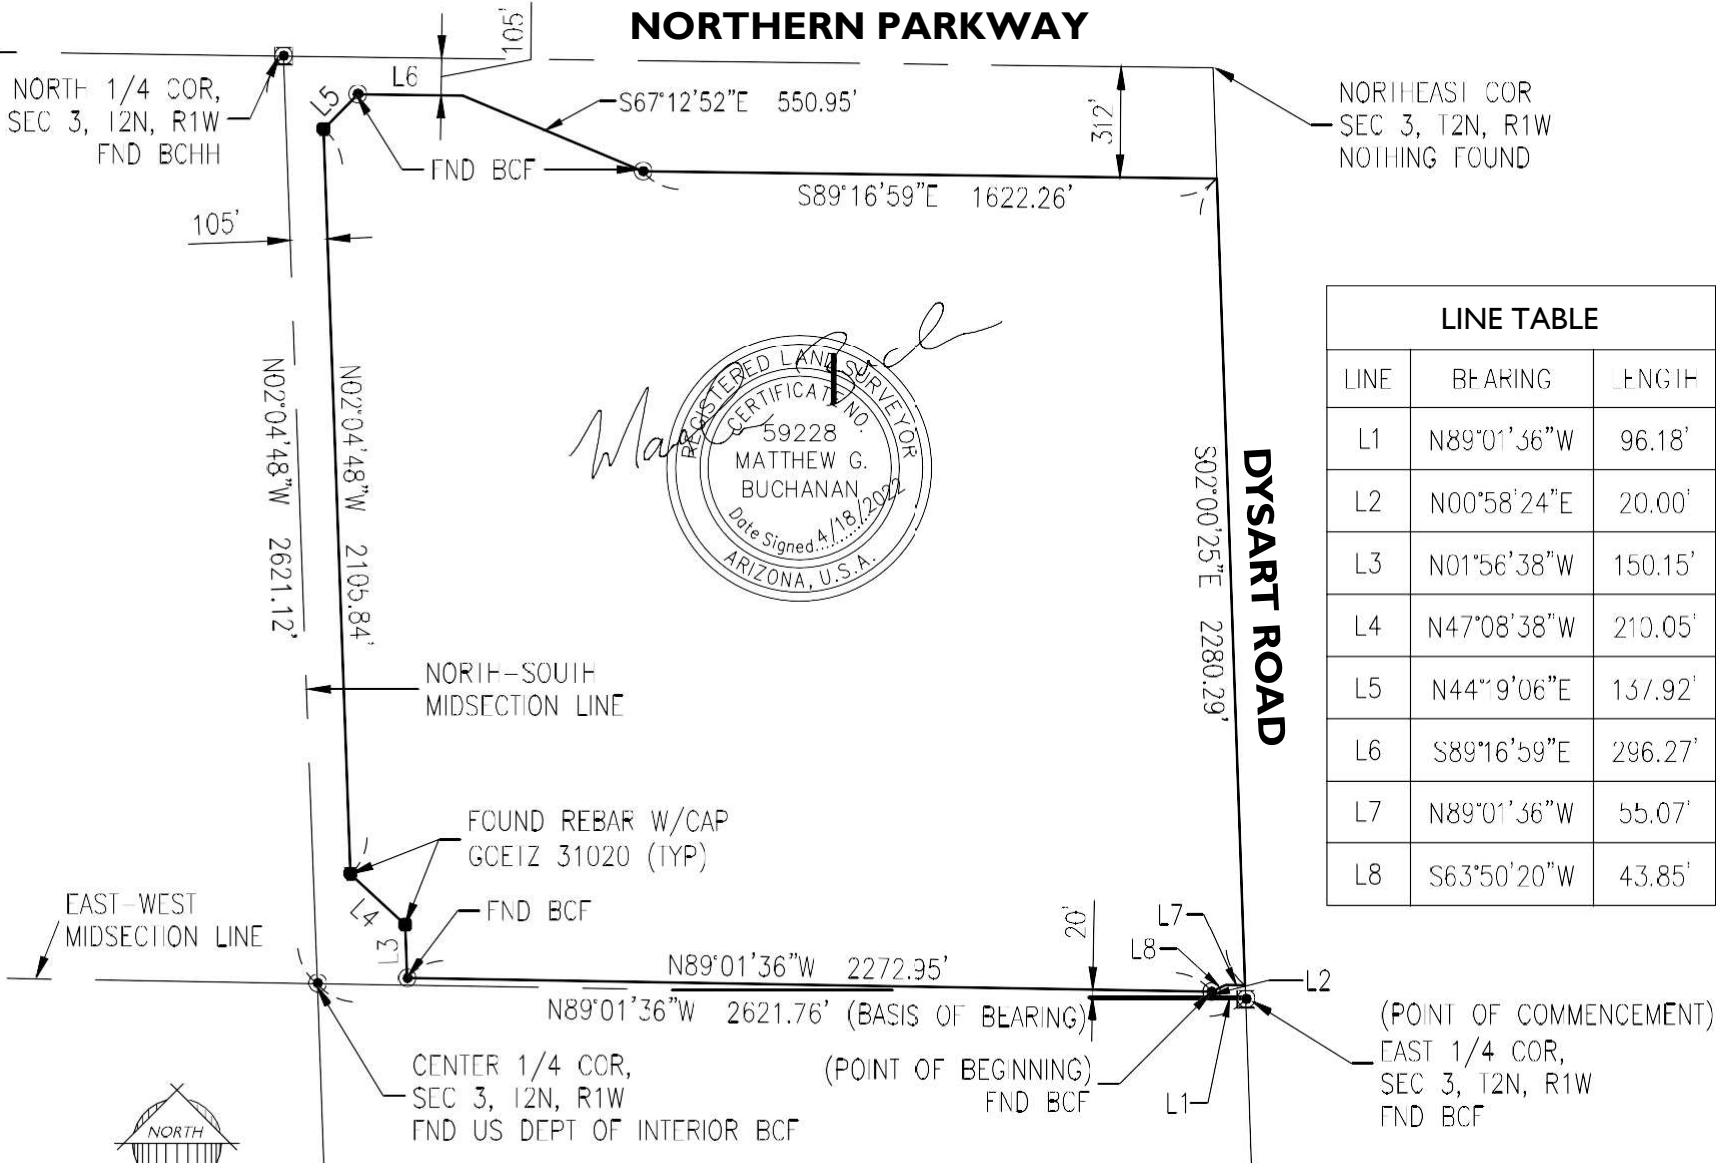 NORTHERN PARKWAY
105'
NORTH 1/4 COR,
SEC 3, T2N, R1W
FND BCHH
L5
L6
S67°12'52"E 550.95'
FND BCF
312'
NORTHEAST COR
SEC 3, T2N, R1W
NOTHING FOUND
S89°16'59"E 1622.26'
105'
N02°04'48"W 2621.12'
N02°04'48"W 2105.84'
REGISTERED LAND SURVEYOR
CERTIFICATE NO.
59228
MATTHEW G.
BUCHANAN
Date Signed 4/18/2022
ARIZONA, U.S.A.
S02°00'25"E 2280.29'
DYSART ROAD
LINE TABLE
LINE BEARING LENGTH
L1 N89°01'36"W 96.18'
L2 N00°58'24"E 20.00'
L3 N01°56'38"W 150.15'
L4 N47°08'38"W 210.05'
L5 N44°19'06"E 137.92'
L6 S89°16'59"E 296.27'
L7 N89°01'36"W 55.07'
L8 S63°50'20"W 43.85'
NORTH-SOUTH
MIDSECTION LINE
FOUND REBAR W/CAP
GOETZ 31020 (TYP)
L4
FND BCF
L3
EAST-WEST
MIDSECTION LINE
N89°01'36"W 2272.95'
N89°01'36"W 2621.76' (BASIS OF BEARING)
20'
L7
L8
L2
L1
(POINT OF BEGINNING)
FND BCF
(POINT OF COMMENCEMENT)
EAST 1/4 COR,
SEC 3, T2N, R1W
FND BCF
CENTER 1/4 COR,
SEC 3, T2N, R1W
FND US DEPT OF INTERIOR BCF
NORTH